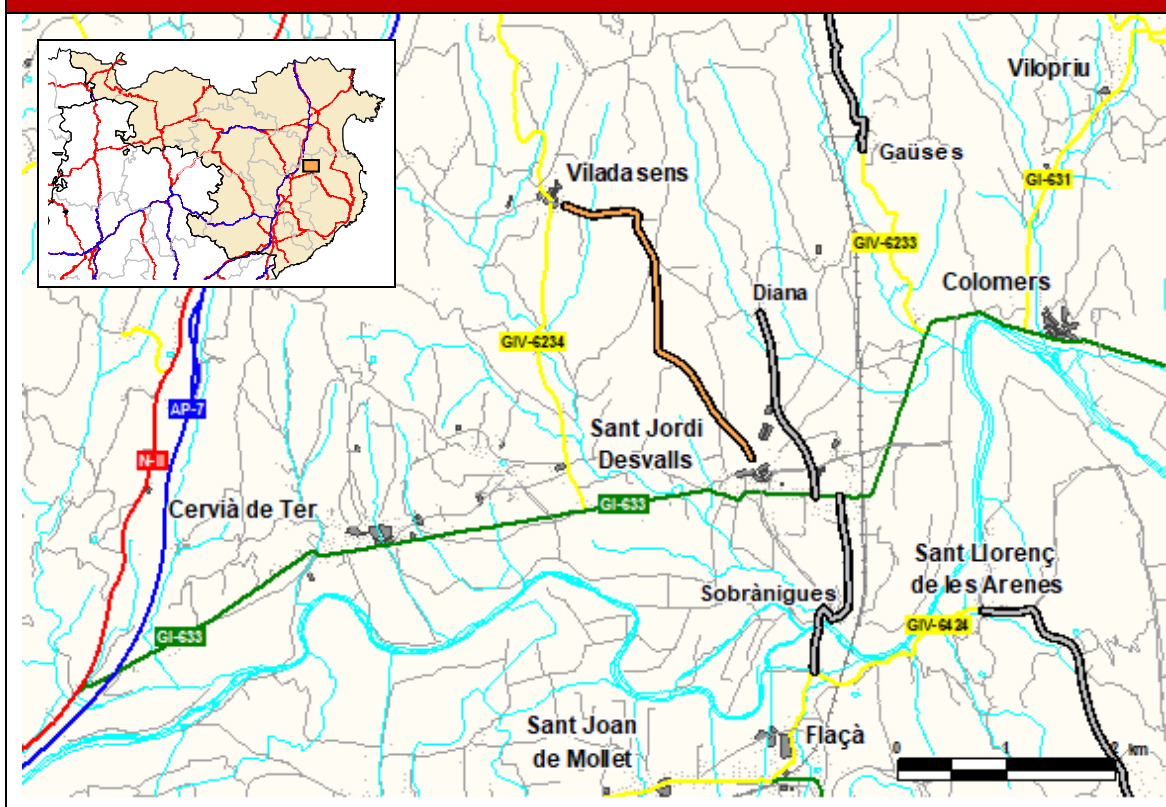 Vilopriu
Gaüses
Vilada sens
GI-631
GIV-6233
Colomers
Diana
GIV-6234
AP-7
Sant Jordi
Desvalls
N-II
GI-633
Cervià de Ter
Sant Llorenç
de les Arenes
Sobrànigues
GIV-6424
GI-633
Sant Joan
de Mollet
Flaçà
0 1 2 km